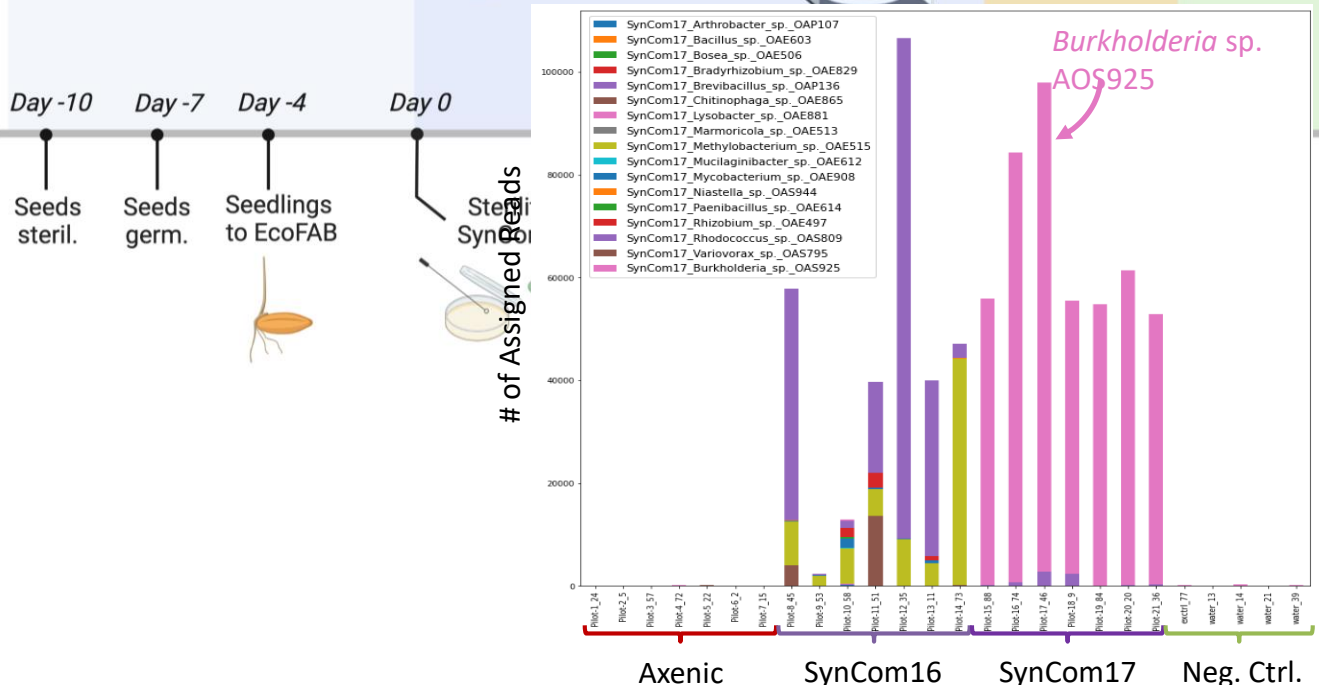 Day -10
Day -7
Day -4
Day 0
Seeds
steril.
Seeds
germ.
Seedlings
to EcoFAB
# of Assigned Reads
SynCom17_Arthrobacter_sp._OAP107
SynCom17_Bacillus_sp._OAE603
SynCom17_Bosea_sp._OAE506
SynCom17_Bradyrhizobium_sp._OAE829
SynCom17_Brevibacillus_sp._OAP136
SynCom17_Chitinophaga_sp._OAE865
SynCom17_Lysobacter_sp._OAE881
SynCom17_Marmoricola_sp._OAE513
SynCom17_Methylobacterium_sp._OAE515
SynCom17_Mucilaginibacter_sp._OAE612
SynCom17_Mycobacterium_sp._OAE908
SynCom17_Niastella_sp._OAS944
SynCom17_Paenibacillus_sp._OAE614
SynCom17_Rhizobium_sp._OAE497
SynCom17_Rhodococcus_sp._OAS809
SynCom17_Variovorax_sp._OAS795
SynCom17_Burkholderia_sp._OAS925
Burkholderia sp.
AOS925
100000
80000
60000
40000
20000
0
Pilot-1_24
Pilot-2_5
Pilot-3_57
Pilot-4_72
Pilot-5_22
Pilot-6_2
Pilot-7_15
Pilot-8_45
Pilot-9_53
Pilot-10_58
Pilot-11_51
Pilot-12_35
Pilot-13_11
Pilot-14_73
Pilot-15_88
Pilot-16_74
Pilot-17_46
Pilot-18_9
Pilot-19_84
Pilot-20_20
Pilot-21_36
exctrl_77
water_13
water_14
water_21
water_39
Axenic
SynCom16
SynCom17
Neg. Ctrl.